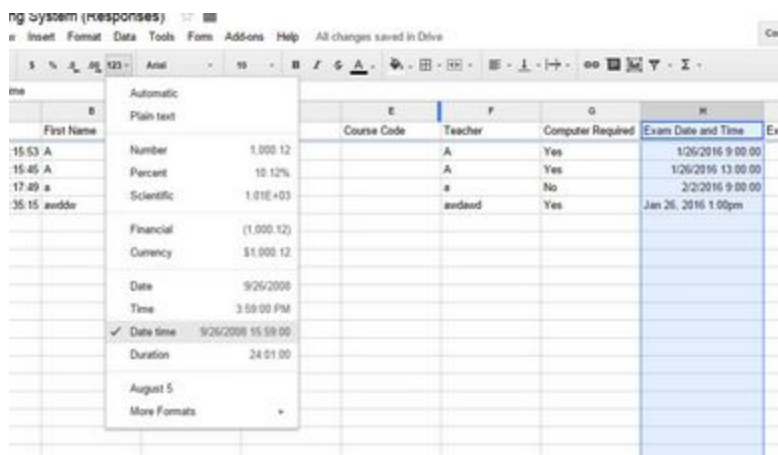 ng System (Responses)
Insert Format Data Tools Form Add-ons Help All changes saved in Drive
$ % .0 .00 123 Arial 10 B I S A
Automatic
Plain text
Number 1,000.12
Percent 10.12%
Scientific 1.01E+03
Financial (1,000.12)
Currency $1,000.12
Date 9/26/2008
Time 3:59:00 PM
✓ Date time 9/26/2008 15:59:00
Duration 24:01:00
August 5
More Formats
B E F G H
First Name Course Code Teacher Computer Required Exam Date and Time Ex
:15:53 A A Yes 1/26/2016 9:00:00
:15:45 A A Yes 1/26/2016 13:00:00
:17:49 a a No 2/2/2016 9:00:00
:35:15 awddw awdawd Yes Jan 26, 2016 1:00pm